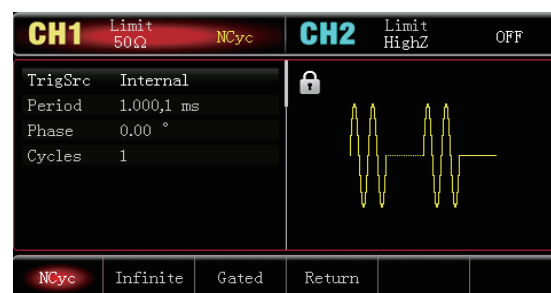 CH1 Limit 50Ω NCyc CH2 Limit HighZ OFF
TrigSrc Internal
Period 1.000,1 ms
Phase 0.00 °
Cycles 1
NCyc Infinite Gated Return